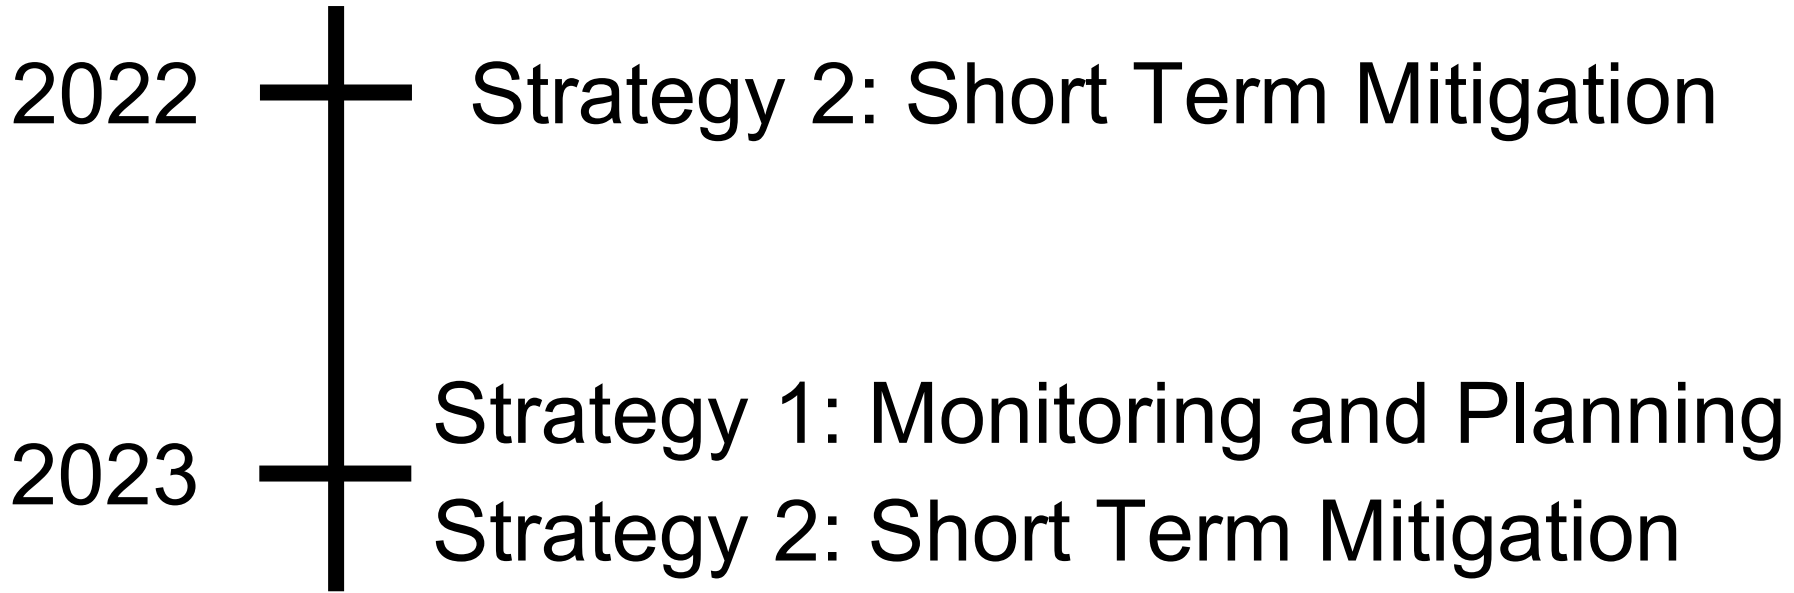 2022 Strategy 2: Short Term Mitigation
Strategy 1: Monitoring and Planning
2023
Strategy 2: Short Term Mitigation